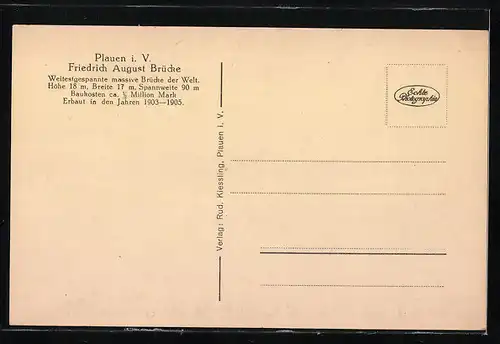 Plauen i. V.
Friedrich August Brücke
Weitestgespannte massive Brücke der Welt.
Höhe 18 m, Breite 17 m, Spannweite 90 m
Baukosten ca. ½ Million Mark
Erbaut in den Jahren 1903—1905.
Verlag: Rud. Kiessling, Plauen i. V.
Echte
Photographie